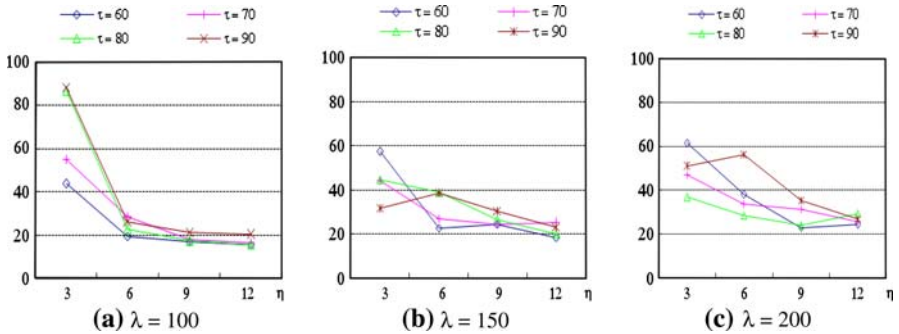 τ = 60 τ = 70
τ = 80 τ = 90
100
80
60
40
20
0
3 6 9 12 η
(a) λ = 100
τ = 60 τ = 70
τ = 80 τ = 90
100
80
60
40
20
0
3 6 9 12 η
(b) λ = 150
τ = 60 τ = 70
τ = 80 τ = 90
100
80
60
40
20
0
3 6 9 12 η
(c) λ = 200